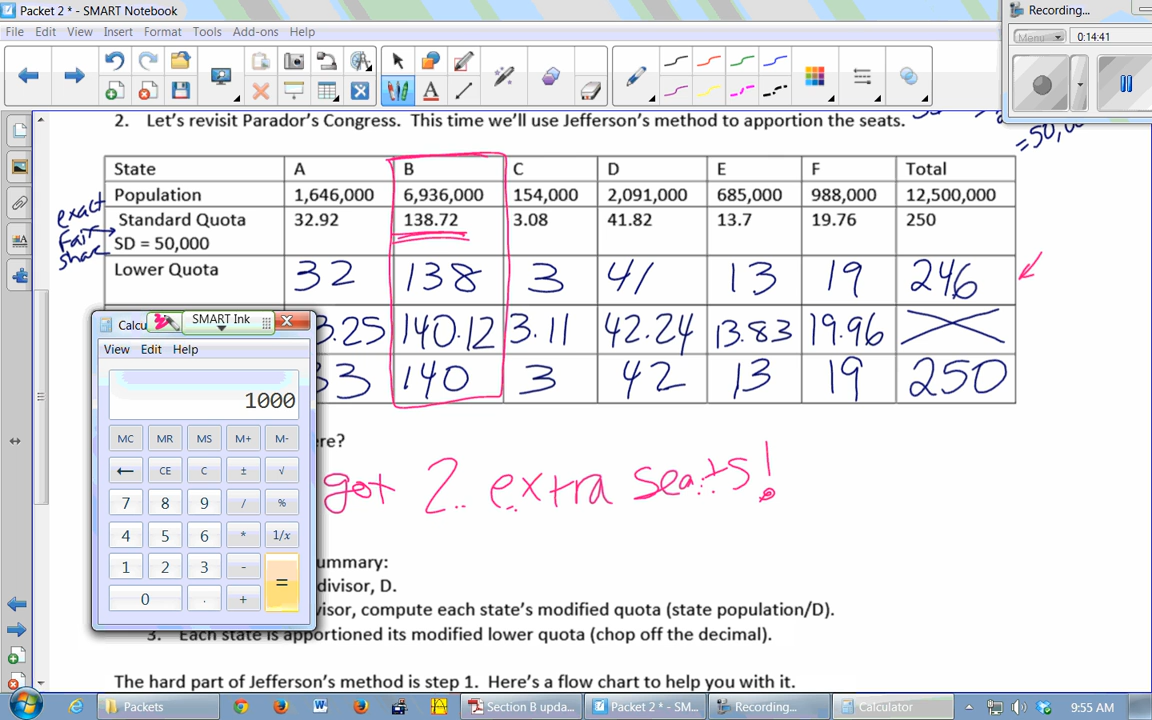 Packet 2 * - SMART Notebook
Recording...
File Edit View Insert Format Tools Add-ons Help
Menu 0:14:41
2. Let's revisit Parador's Congress. This time we'll use Jefferson's method to apportion the seats.
=50,00
State A B C D E F Total
Population 1,646,000 6,936,000 154,000 2,091,000 685,000 988,000 12,500,000
exact
fair
share
Standard Quota 32.92 138.72 3.08 41.82 13.7 19.76 250
SD = 50,000
Lower Quota 32 138 3 41 13 19 246
3.25 140.12 3.11 42.24 13.83 19.96
33 140 3 42 13 19 250
Calcu SMART Ink
View Edit Help
1000
MC MR MS M+ M-
← CE C ± √
7 8 9 / %
4 5 6 * 1/x
1 2 3 - =
0 . +
ere?
got 2 extra seats!
ummary:
divisor, D.
visor, compute each state's modified quota (state population/D).
3. Each state is apportioned its modified lower quota (chop off the decimal).
The hard part of Jefferson's method is step 1. Here's a flow chart to help you with it.
Packets Section B upda... Packet 2 * - SM... Recording... Calculator 9:55 AM